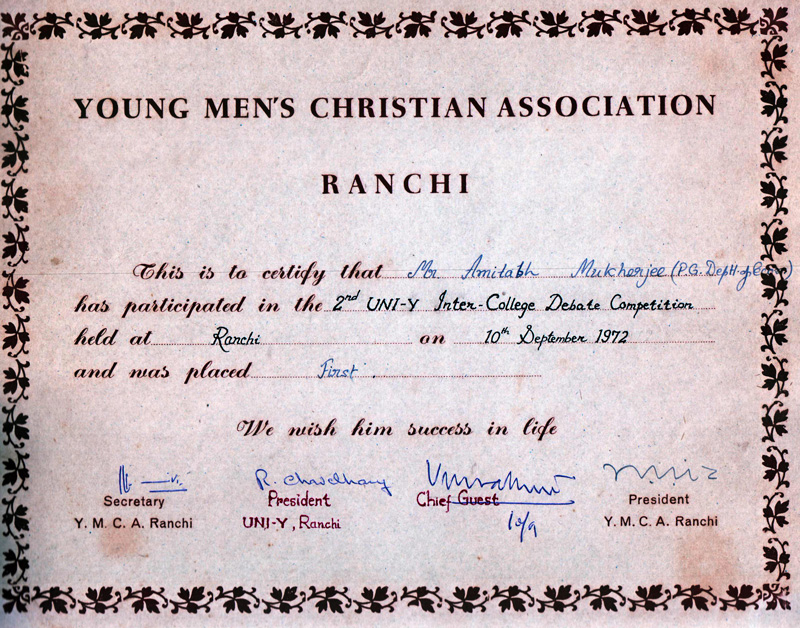 YOUNG MEN'S CHRISTIAN ASSOCIATION
RANCHI
This is to certify that Mr. Amitabh Mukherjee (P.G. Deptt. of Com)
has participated in the 2nd UNI-Y Inter-College Debate Competition
held at Ranchi on 10th September 1972
and was placed First.
We wish him success in life
R. Chowdhary
Secretary President Chief Guest President
Y. M. C. A. Ranchi UNI-Y, Ranchi 10/9 Y. M. C. A. Ranchi